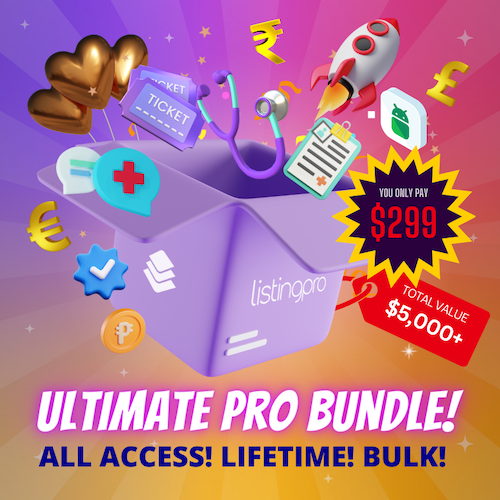 TICKET
TICKET
YOU ONLY PAY
$299
listingpro
TOTAL VALUE
$5,000+
ULTIMATE PRO BUNDLE!
ALL ACCESS! LIFETIME! BULK!